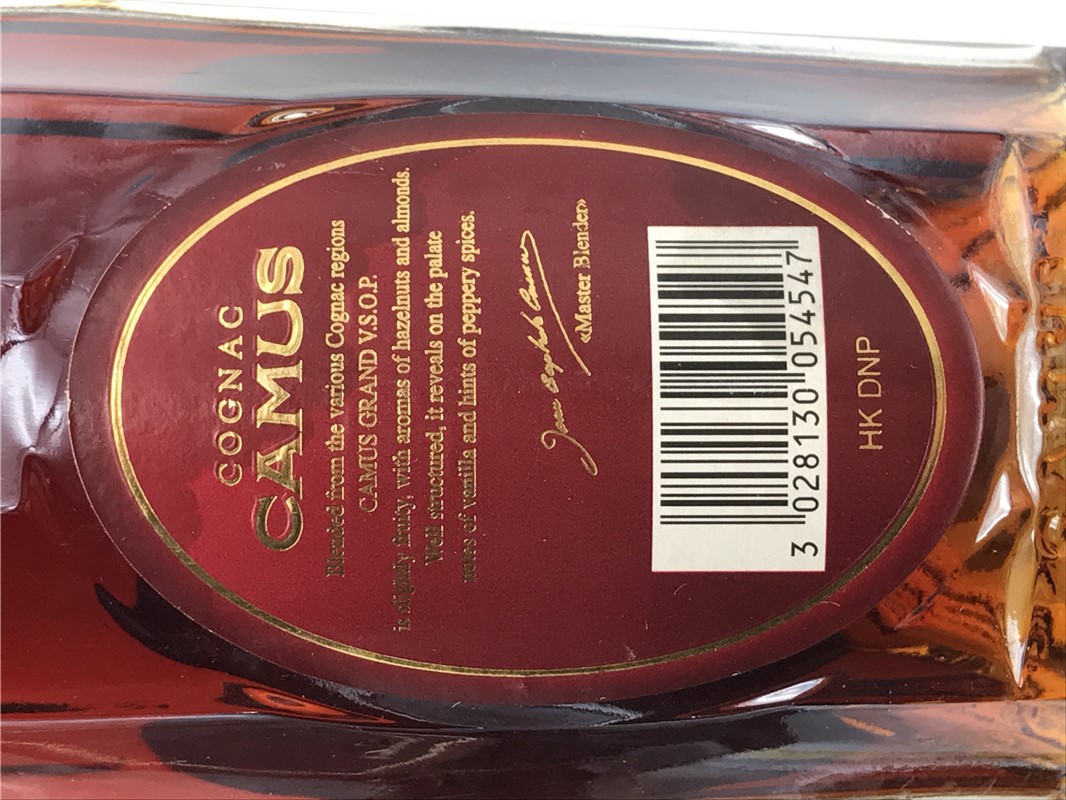 COGNAC
CAMUS
Blended from the various Cognac regions
CAMUS GRAND V.S.O.P.
is slightly fruity, with aromas of hazelnuts and almonds.
Well structured, it reveals on the palate
notes of vanilla and hints of peppery spices.
«Master Blender»
3 028130 054547
HK DNP